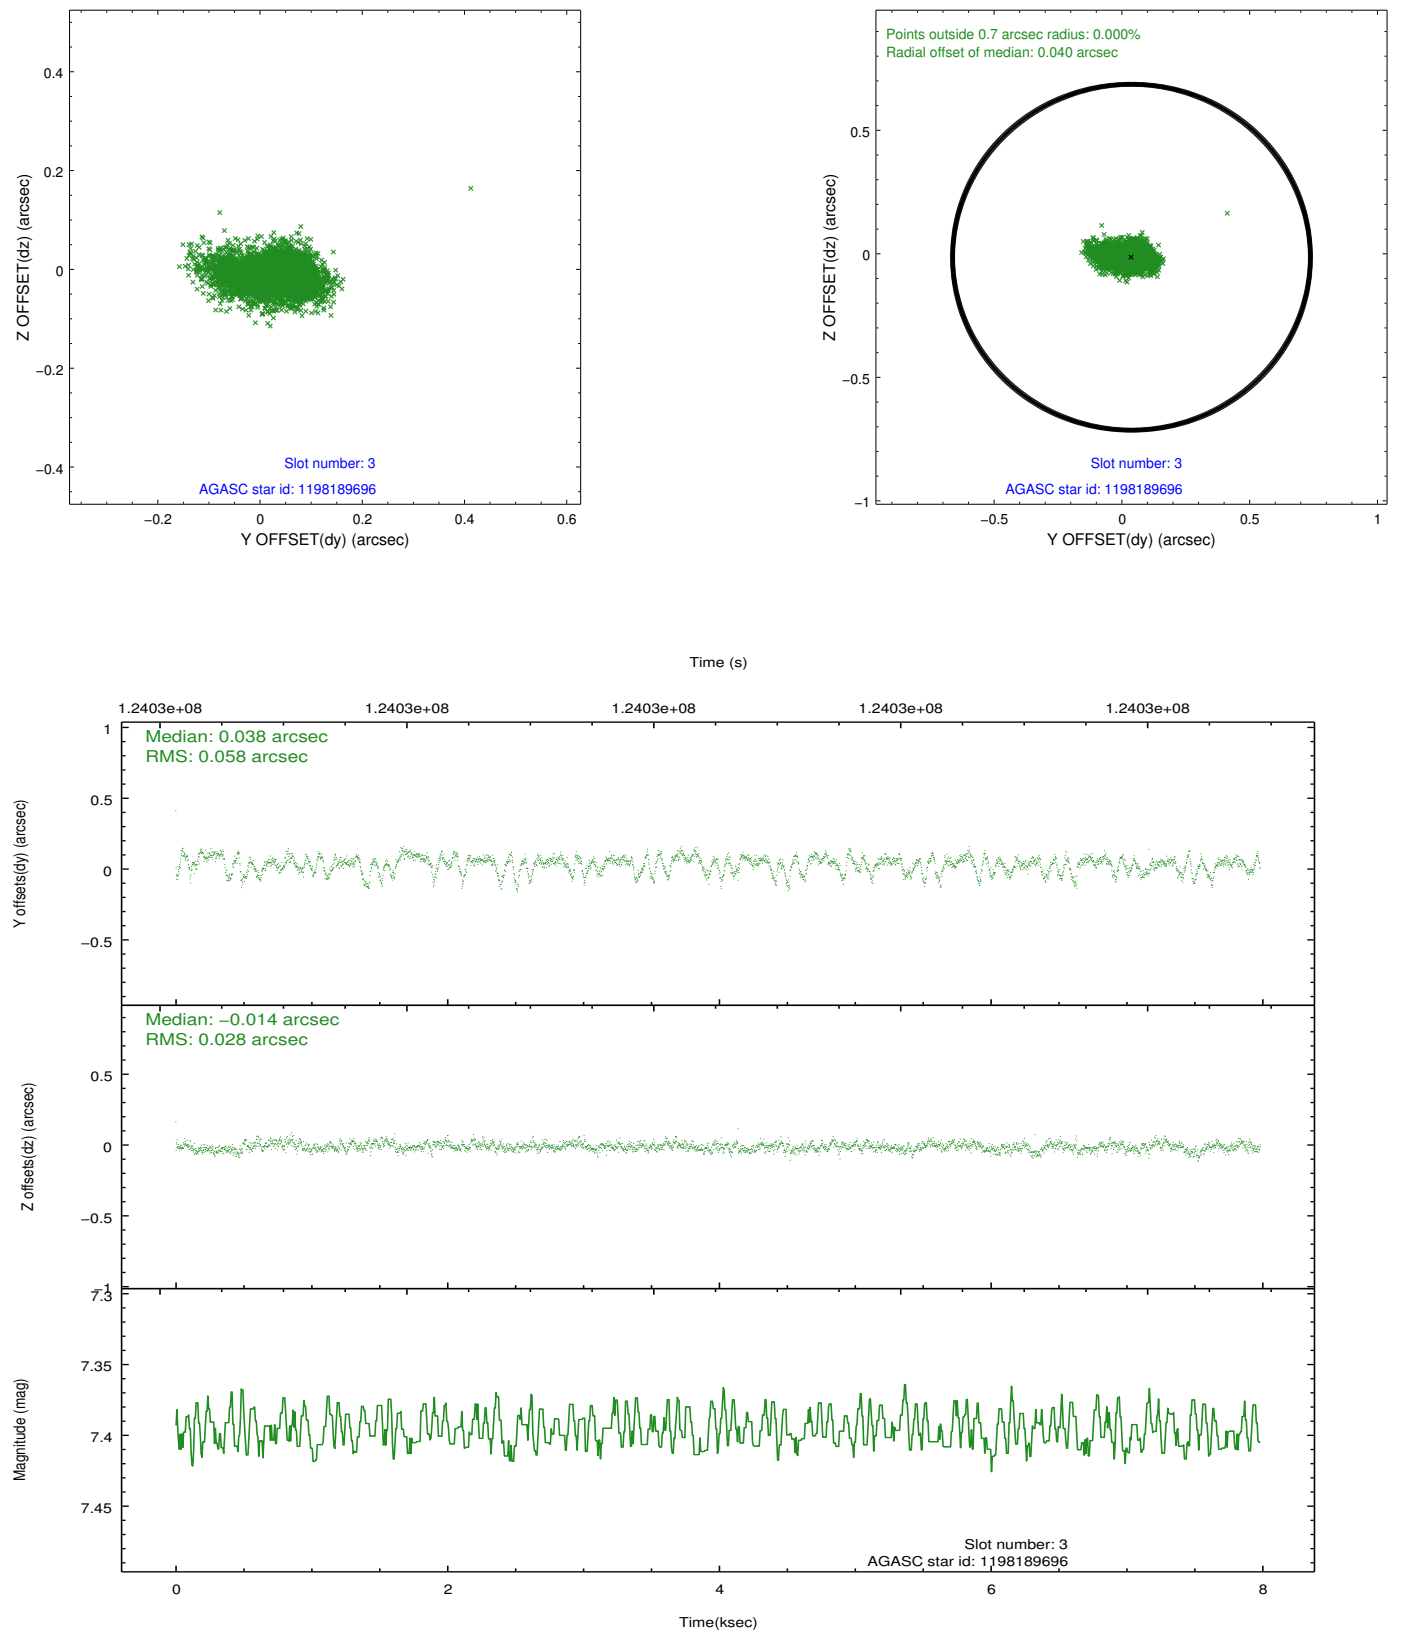 0.4
0.2
0
−0.2
−0.4
Z OFFSET(dz) (arcsec)
Slot number: 3
AGASC star id: 1198189696
−0.2 0 0.2 0.4 0.6
Y OFFSET(dy) (arcsec)
Points outside 0.7 arcsec radius: 0.000%
Radial offset of median: 0.040 arcsec
0.5
0
−0.5
−1
Z OFFSET(dz) (arcsec)
Slot number: 3
AGASC star id: 1198189696
−0.5 0 0.5 1
Y OFFSET(dy) (arcsec)
Time (s)
1.2403e+08 1.2403e+08 1.2403e+08 1.2403e+08 1.2403e+08
Median: 0.038 arcsec
RMS: 0.058 arcsec
1
0.5
0
−0.5
Y offsets(dy) (arcsec)
Median: −0.014 arcsec
RMS: 0.028 arcsec
0.5
0
−0.5
−1
Z offsets(dz) (arcsec)
7.3
7.35
7.4
7.45
Magnitude (mag)
Slot number: 3
AGASC star id: 1198189696
0 2 4 6 8
Time(ksec)